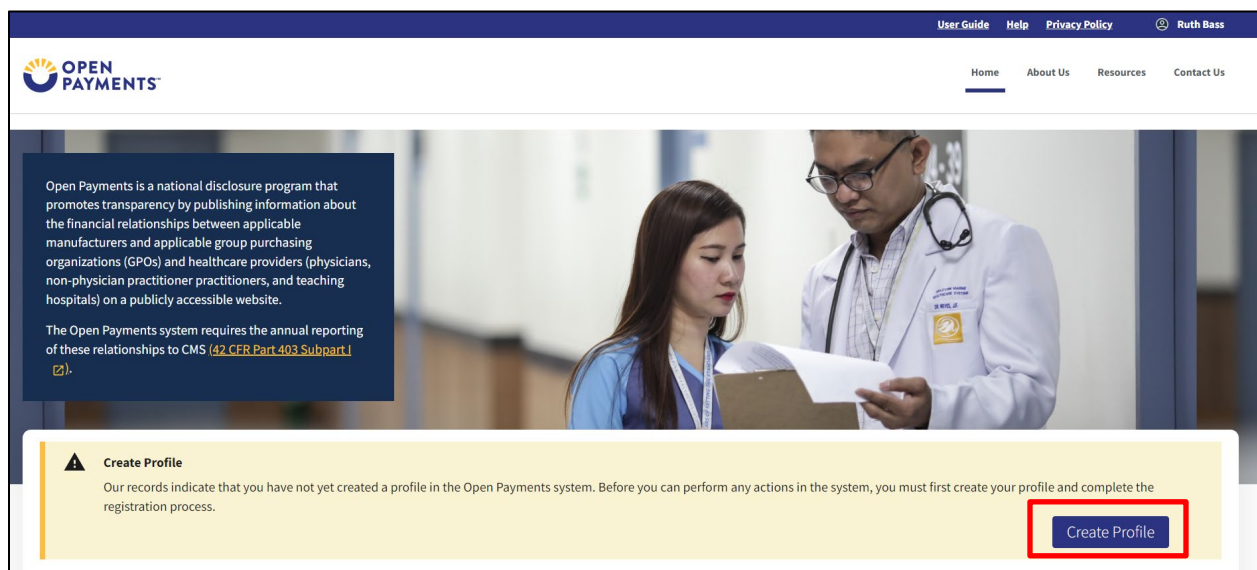 User Guide Help Privacy Policy Ruth Bass
OPEN
PAYMENTS
Home About Us Resources Contact Us
Open Payments is a national disclosure program that
promotes transparency by publishing information about
the financial relationships between applicable
manufacturers and applicable group purchasing
organizations (GPOs) and healthcare providers (physicians,
non-physician practitioner practitioners, and teaching
hospitals) on a publicly accessible website.
The Open Payments system requires the annual reporting
of these relationships to CMS (42 CFR Part 403 Subpart I
).
Create Profile
Our records indicate that you have not yet created a profile in the Open Payments system. Before you can perform any actions in the system, you must first create your profile and complete the
registration process.
Create Profile